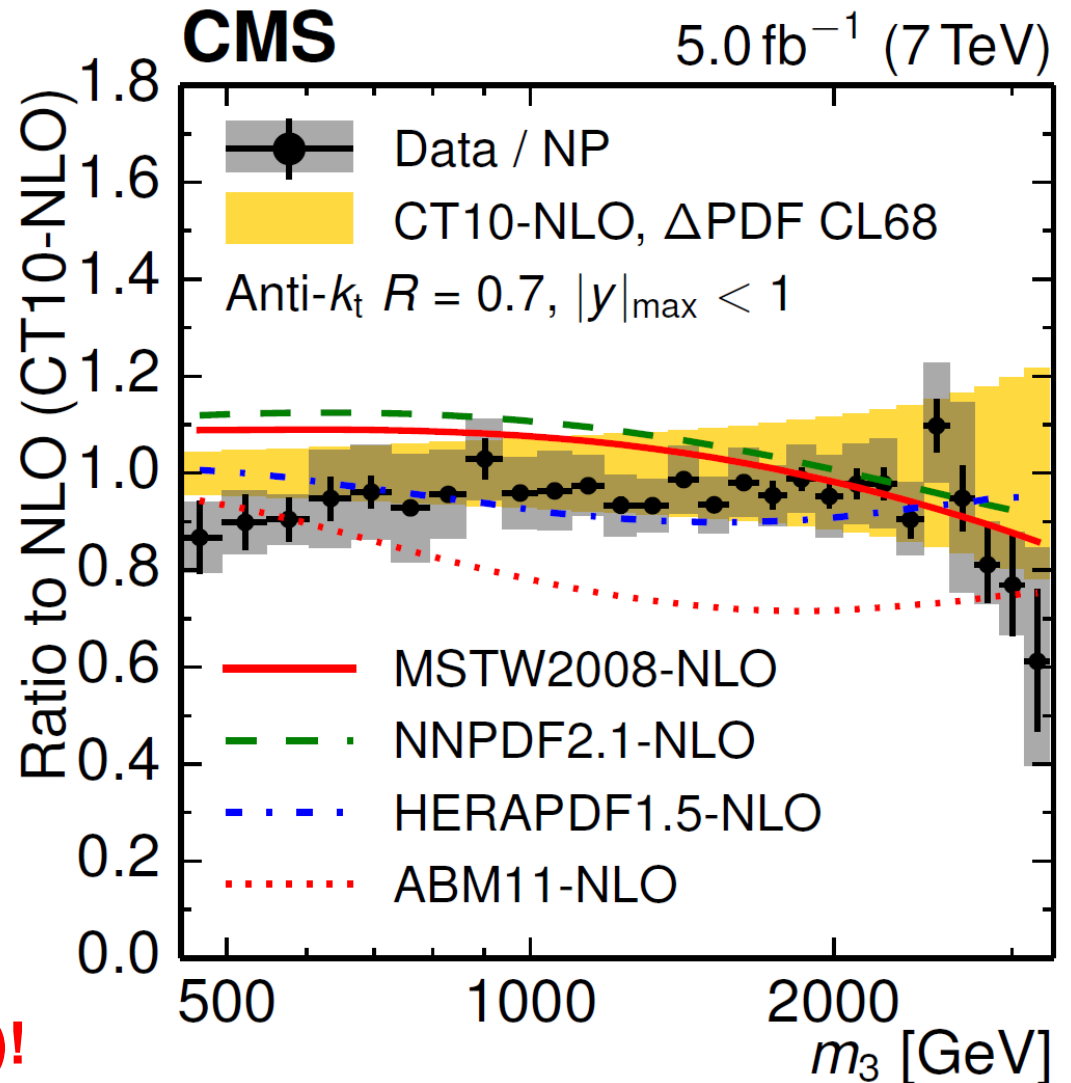 CMS
5.0 fb⁻¹ (7 TeV)
Ratio to NLO (CT10-NLO)
1.8
1.6
1.4
1.2
1.0
0.8
0.6
0.4
0.2
0.0
Data / NP
CT10-NLO, ΔPDF CL68
Anti-kₜ R = 0.7, |y|max < 1
MSTW2008-NLO
NNPDF2.1-NLO
HERAPDF1.5-NLO
ABM11-NLO
500 1000 2000
m₃ [GeV]
)!